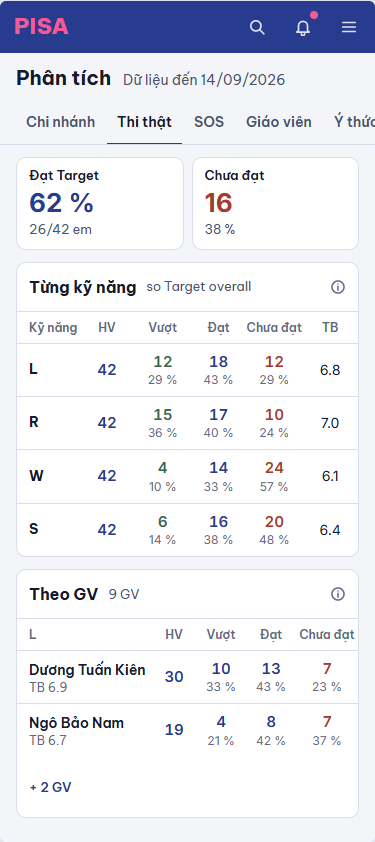 PISA
Phân tích Dữ liệu đến 14/09/2026
Chi nhánh Thi thật SOS Giáo viên Ý thức
Đạt Target
62 %
26/42 em
Chưa đạt
16
38 %
Từng kỹ năng so Target overall
Kỹ năng HV Vượt Đạt Chưa đạt TB
L 42 12 18 12 6.8
29 % 43 % 29 %
R 42 15 17 10 7.0
36 % 40 % 24 %
W 42 4 14 24 6.1
10 % 33 % 57 %
S 42 6 16 20 6.4
14 % 38 % 48 %
Theo GV 9 GV
L HV Vượt Đạt Chưa đạt
Dương Tuấn Kiên 30 10 13 7
TB 6.9 33 % 43 % 23 %
Ngô Bảo Nam 19 4 8 7
TB 6.7 21 % 42 % 37 %
+ 2 GV